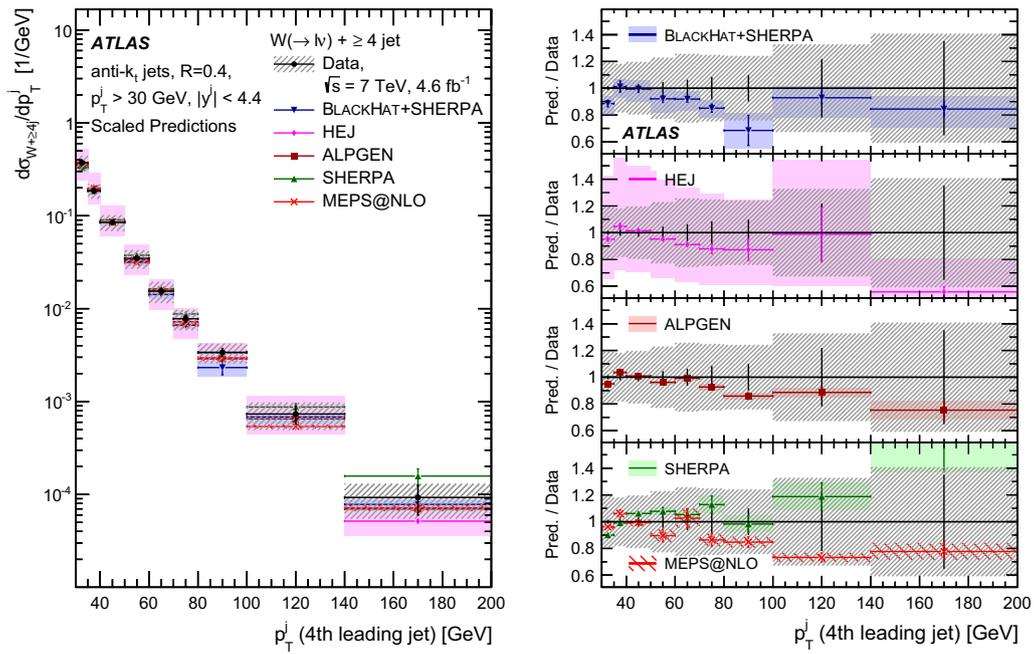 dσ_{W+≥4j}/dp_T^j [1/GeV]
10
1
10^{-1}
10^{-2}
10^{-3}
10^{-4}
ATLAS
anti-k_t jets, R=0.4,
p_T^j > 30 GeV, |y^j| < 4.4
Scaled Predictions
W(→ lν) + ≥ 4 jet
Data,
√s = 7 TeV, 4.6 fb^{-1}
BLACKHAT+SHERPA
HEJ
ALPGEN
SHERPA
MEPS@NLO
40 60 80 100 120 140 160 180 200
p_T^j (4th leading jet) [GeV]
Pred. / Data
1.4
1.2
1
0.8
0.6
BLACKHAT+SHERPA
ATLAS
Pred. / Data
1.4
1.2
1
0.8
0.6
HEJ
Pred. / Data
1.4
1.2
1
0.8
0.6
ALPGEN
Pred. / Data
1.4
1.2
1
0.8
0.6
SHERPA
MEPS@NLO
40 60 80 100 120 140 160 180 200
p_T^j (4th leading jet) [GeV]